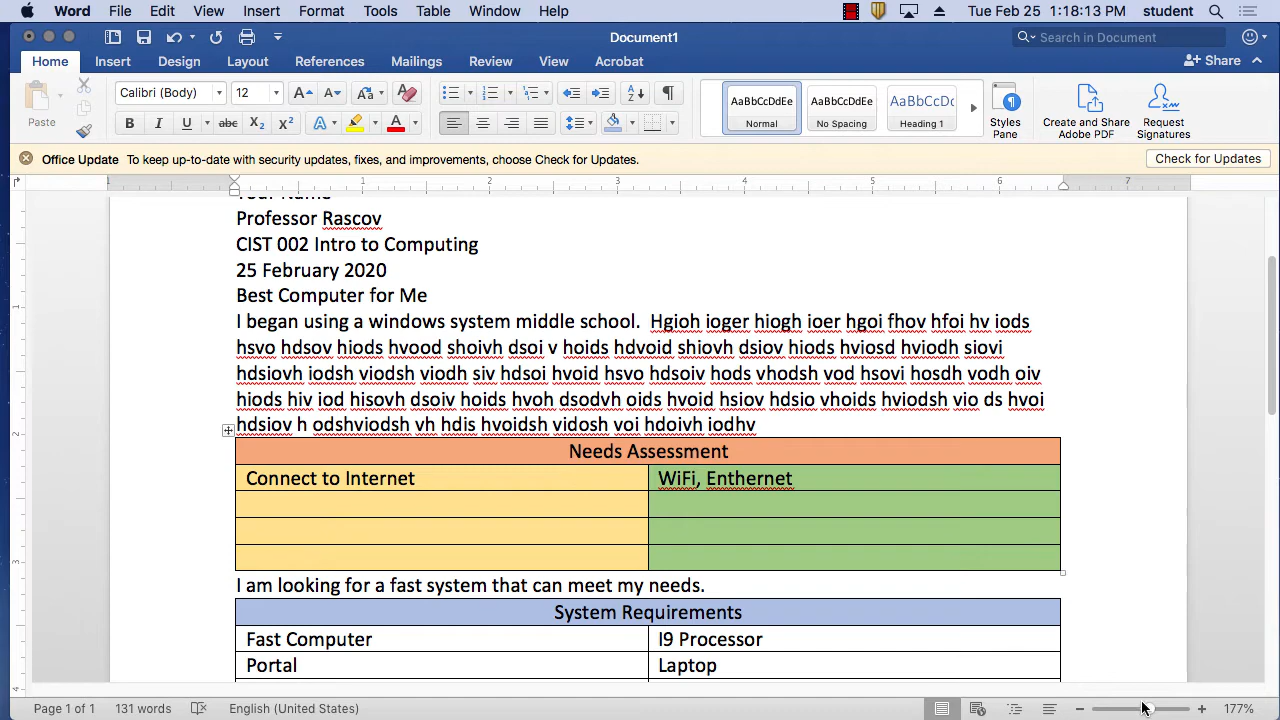 Word File Edit View Insert Format Tools Table Window Help Tue Feb 25 1:18:13 PM student
Document1
Search in Document
Home Insert Design Layout References Mailings Review View Acrobat
Share
Paste
Calibri (Body) 12
AaBbCcDdEe AaBbCcDdEe AaBbCcDc
Normal No Spacing Heading 1
Styles Pane
Create and Share Adobe PDF
Request Signatures
Office Update To keep up-to-date with security updates, fixes, and improvements, choose Check for Updates.
Check for Updates
1 1 2 3 4 5 6 7
Your Name
Professor Rascov
CIST 002 Intro to Computing
25 February 2020
Best Computer for Me
I began using a windows system middle school. Hgioh ioger hiogh ioer hgoi fhov hfoi hv iods
hsvo hdsov hiods hvood shoivh dsoi v hoids hdvoid shiovh dsiov hiods hviosd hviodh siovi
hdsiovh iodsh viodsh viodh siv hdsoi hvoid hsvo hdsoiv hods vhodsh vod hsovi hosdh vodh oiv
hiods hiv iod hisovh dsoiv hoids hvoh dsodvh oids hvoid hsiov hdsio vhoids hviodsh vio ds hvoi
hdsiov h odshviodsh vh hdis hvoidsh vidosh voi hdoivh iodhv
Needs Assessment
Connect to Internet WiFi, Enthernet
I am looking for a fast system that can meet my needs.
System Requirements
Fast Computer I9 Processor
Portal Laptop
Page 1 of 1 131 words English (United States) 177%